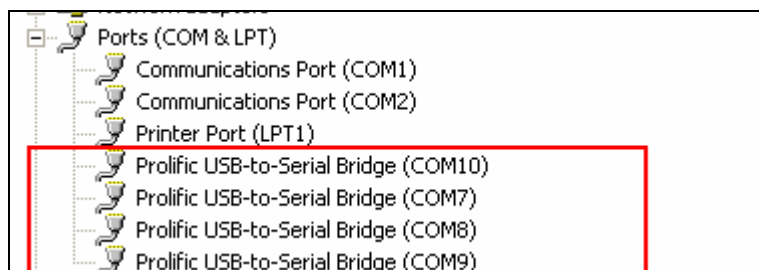 Ports (COM & LPT)
Communications Port (COM1)
Communications Port (COM2)
Printer Port (LPT1)
Prolific USB-to-Serial Bridge (COM10)
Prolific USB-to-Serial Bridge (COM7)
Prolific USB-to-Serial Bridge (COM8)
Prolific USB-to-Serial Bridge (COM9)